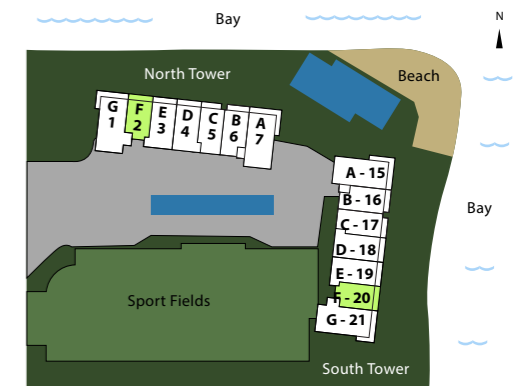 Bay
N
North Tower
Beach
G
1
F
2
E
3
D
4
C
5
B
6
A
7
A - 15
B - 16
C - 17
D - 18
E - 19
F - 20
G - 21
Bay
Sport Fields
South Tower